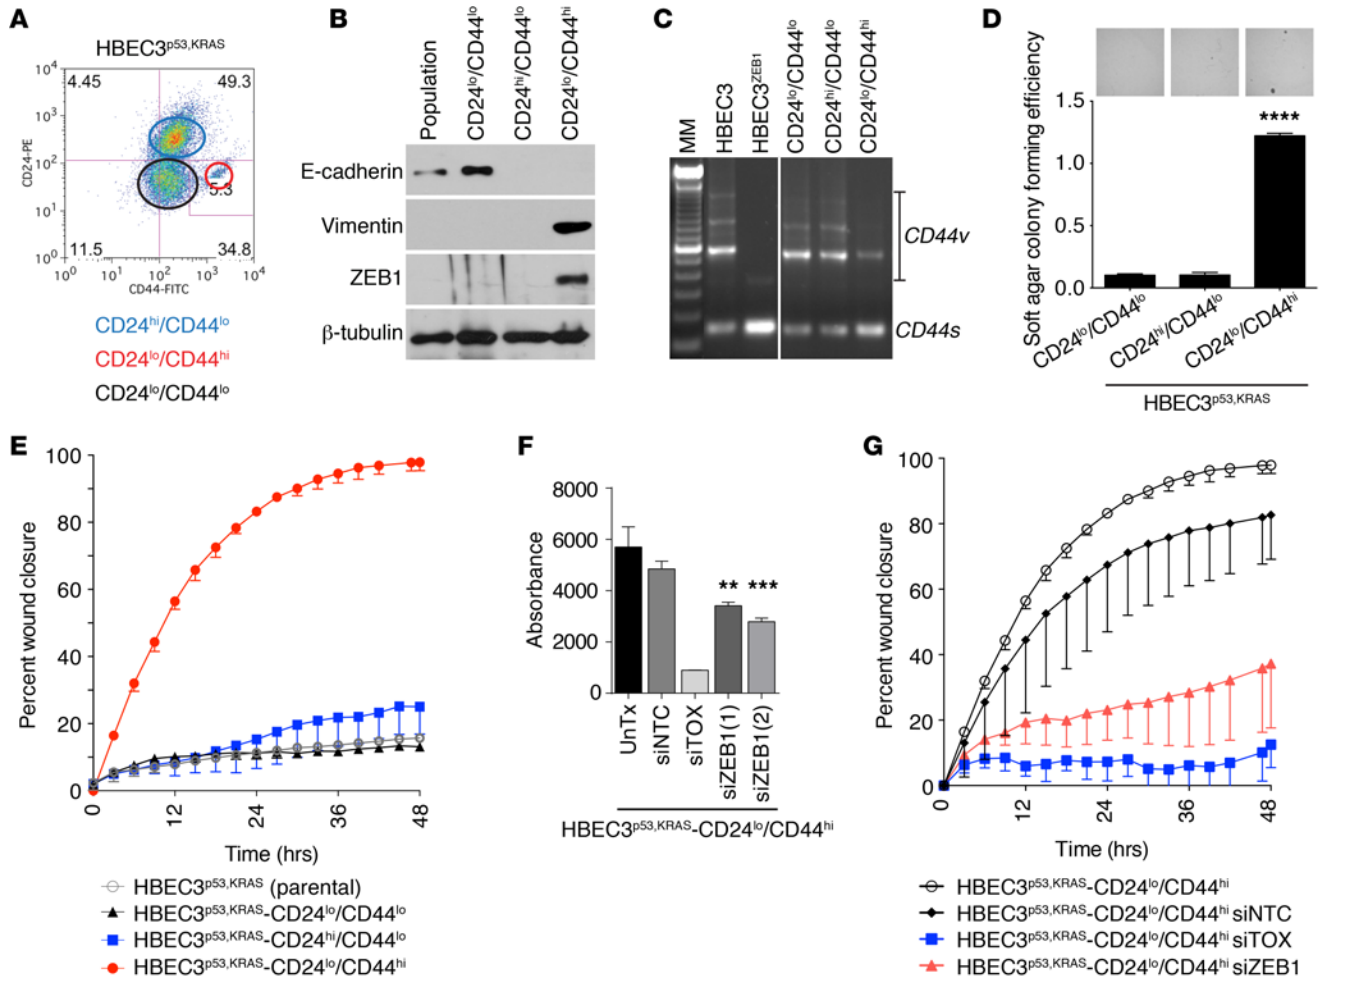 A
HBEC3p53,KRAS
10⁴
4.45
49.3
10³
10²
10¹
10⁰
5.3
11.5
34.8
CD24-PE
10⁰ 10¹ 10² 10³ 10⁴
CD44-FITC
CD24hi/CD44lo
CD24lo/CD44hi
CD24lo/CD44lo
B
Population
CD24lo/CD44lo
CD24hi/CD44lo
CD24lo/CD44hi
E-cadherin
Vimentin
ZEB1
β-tubulin
C
MM
HBEC3
HBEC3ZEB1
CD24lo/CD44lo
CD24hi/CD44lo
CD24lo/CD44hi
CD44v
CD44s
D
Soft agar colony forming efficiency
1.5
1.0
0.5
0.0
****
CD24lo/CD44lo
CD24hi/CD44lo
CD24lo/CD44hi
HBEC3p53,KRAS
E
Percent wound closure
100
80
60
40
20
0
0 12 24 36 48
Time (hrs)
HBEC3p53,KRAS (parental)
HBEC3p53,KRAS-CD24lo/CD44lo
HBEC3p53,KRAS-CD24hi/CD44lo
HBEC3p53,KRAS-CD24lo/CD44hi
F
Absorbance
8000
6000
4000
2000
0
** ***
UnTx
siNTC
siTOX
siZEB1(1)
siZEB1(2)
HBEC3p53,KRAS-CD24lo/CD44hi
G
Percent wound closure
100
80
60
40
20
0
0 12 24 36 48
Time (hrs)
HBEC3p53,KRAS-CD24lo/CD44hi
HBEC3p53,KRAS-CD24lo/CD44hi siNTC
HBEC3p53,KRAS-CD24lo/CD44hi siTOX
HBEC3p53,KRAS-CD24lo/CD44hi siZEB1